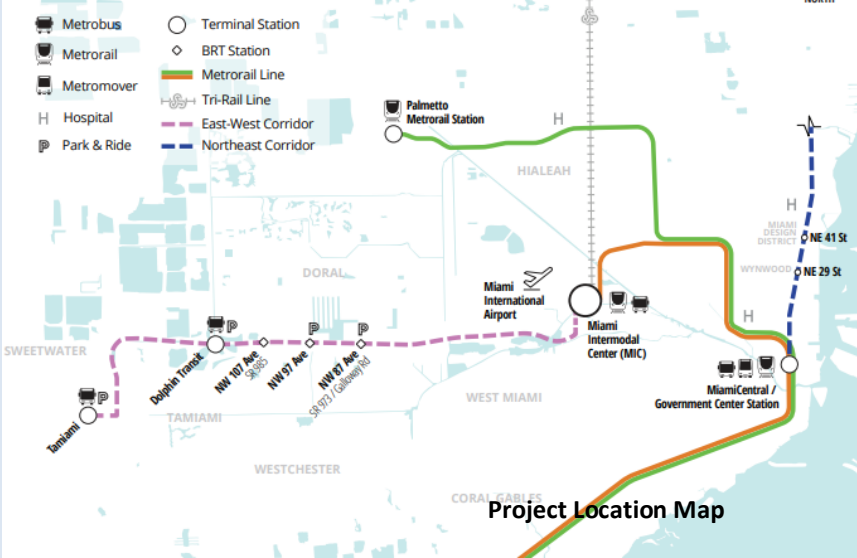 NORTH
Metrobus
Metrorail
Metromover
H Hospital
P Park & Ride
Terminal Station
BRT Station
Metrorail Line
Tri-Rail Line
East-West Corridor
Northeast Corridor
Palmetto
Metrorail Station
H
HIALEAH
H
MIAMI
DESIGN
DISTRICT
NE 41 St
WYNWOOD
NE 29 St
DORAL
Miami
International
Airport
H
Miami
Intermodal
Center (MIC)
P
P
P
SWEETWATER
Dolphin Transit
NW 107 Ave
SR 985
NW 97 Ave
NW 87 Ave
SR 973 / Galloway Rd
MiamiCentral /
Government Center Station
WEST MIAMI
P
Tamiami
TAMIAMI
WESTCHESTER
CORAL GABLES
Project Location Map